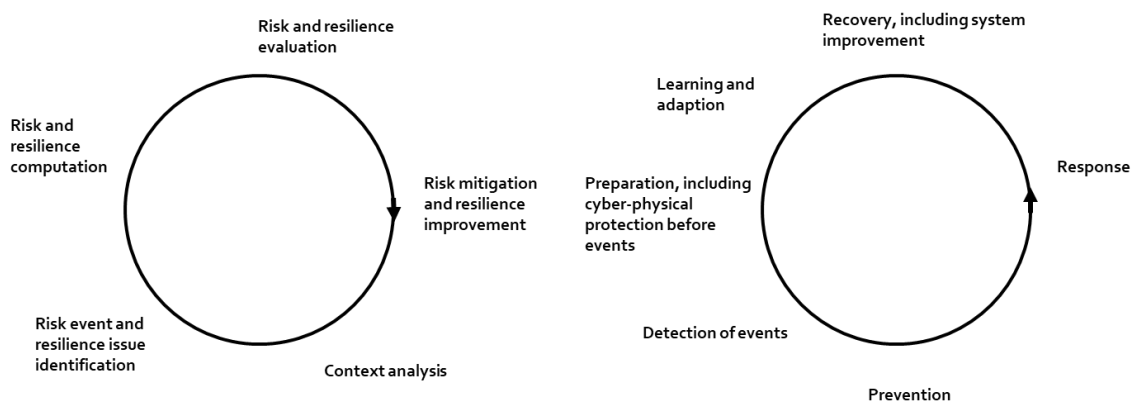 Risk and resilience
evaluation
Risk and
resilience
computation
Risk mitigation
and resilience
improvement
Risk event and
resilience issue
identification
Context analysis
Recovery, including system
improvement
Learning and
adaption
Response
Preparation, including
cyber-physical
protection before
events
Detection of events
Prevention